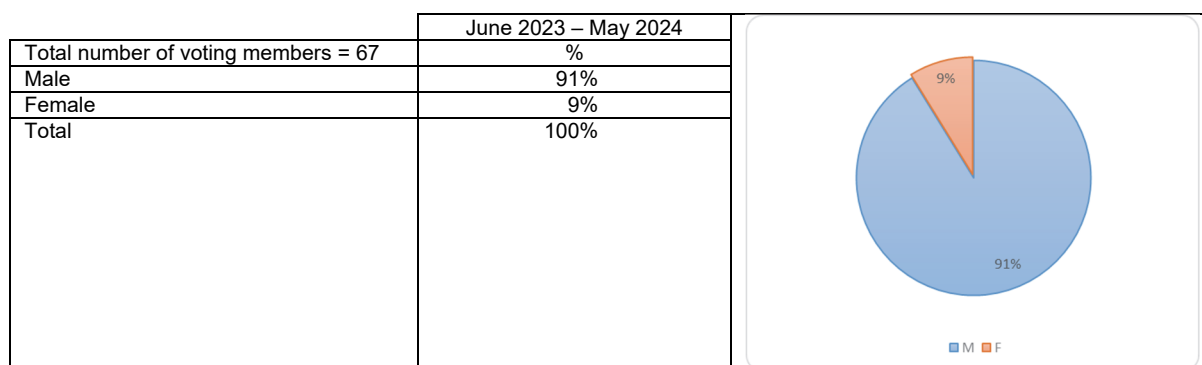 June 2023 – May 2024
Total number of voting members = 67 %
Male 91%
Female 9%
Total 100%
9%
91%
M F